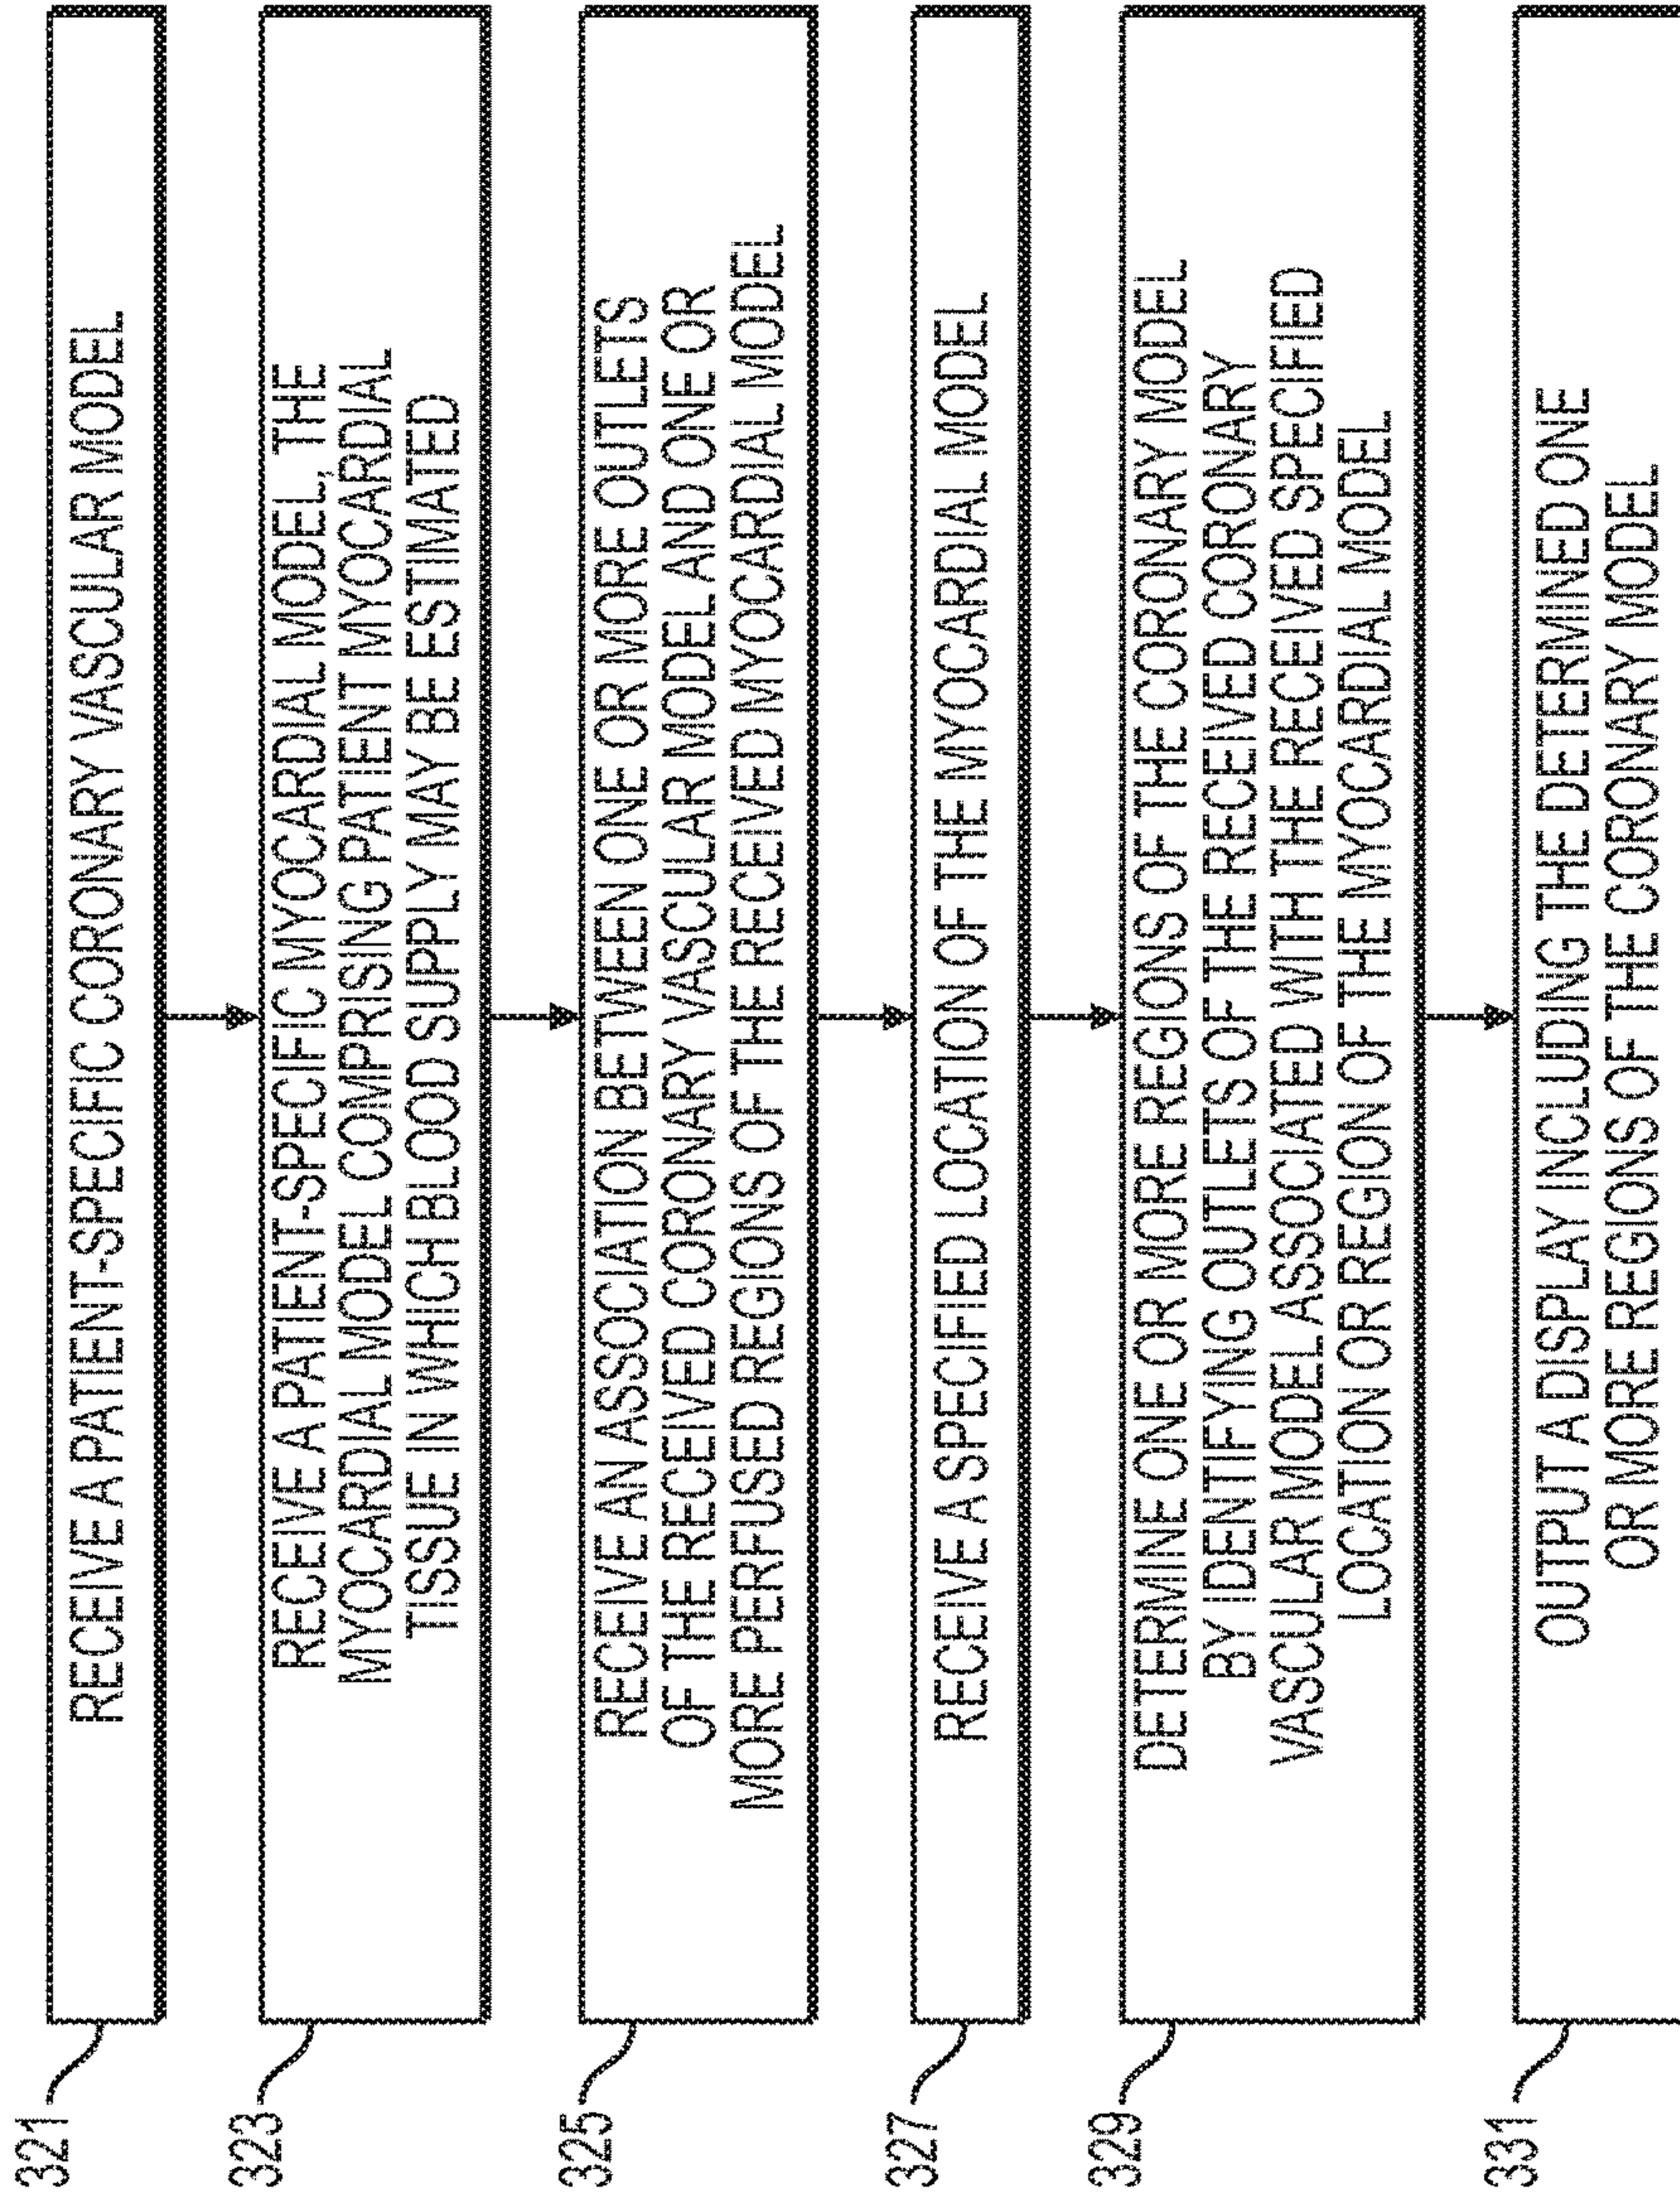 321
RECEIVE A PATIENT-SPECIFIC CORONARY VASCULAR MODEL
323
RECEIVE A PATIENT-SPECIFIC MYOCARDIAL MODEL, THE
MYOCARDIAL MODEL COMPRISING PATIENT MYOCARDIAL
TISSUE IN WHICH BLOOD SUPPLY MAY BE ESTIMATED
325
RECEIVE AN ASSOCIATION BETWEEN ONE OR MORE OUTLETS
OF THE RECEIVED CORONARY VASCULAR MODEL AND ONE OR
MORE PERFUSED REGIONS OF THE RECEIVED MYOCARDIAL MODEL
327
RECEIVE A SPECIFIED LOCATION OF THE MYOCARDIAL MODEL
329
DETERMINE ONE OR MORE REGIONS OF THE CORONARY MODEL
BY IDENTIFYING OUTLETS OF THE RECEIVED CORONARY
VASCULAR MODEL ASSOCIATED WITH THE RECEIVED SPECIFIED
LOCATION OR REGION OF THE MYOCARDIAL MODEL
331
OUTPUT A DISPLAY INCLUDING THE DETERMINED ONE
OR MORE REGIONS OF THE CORONARY MODEL